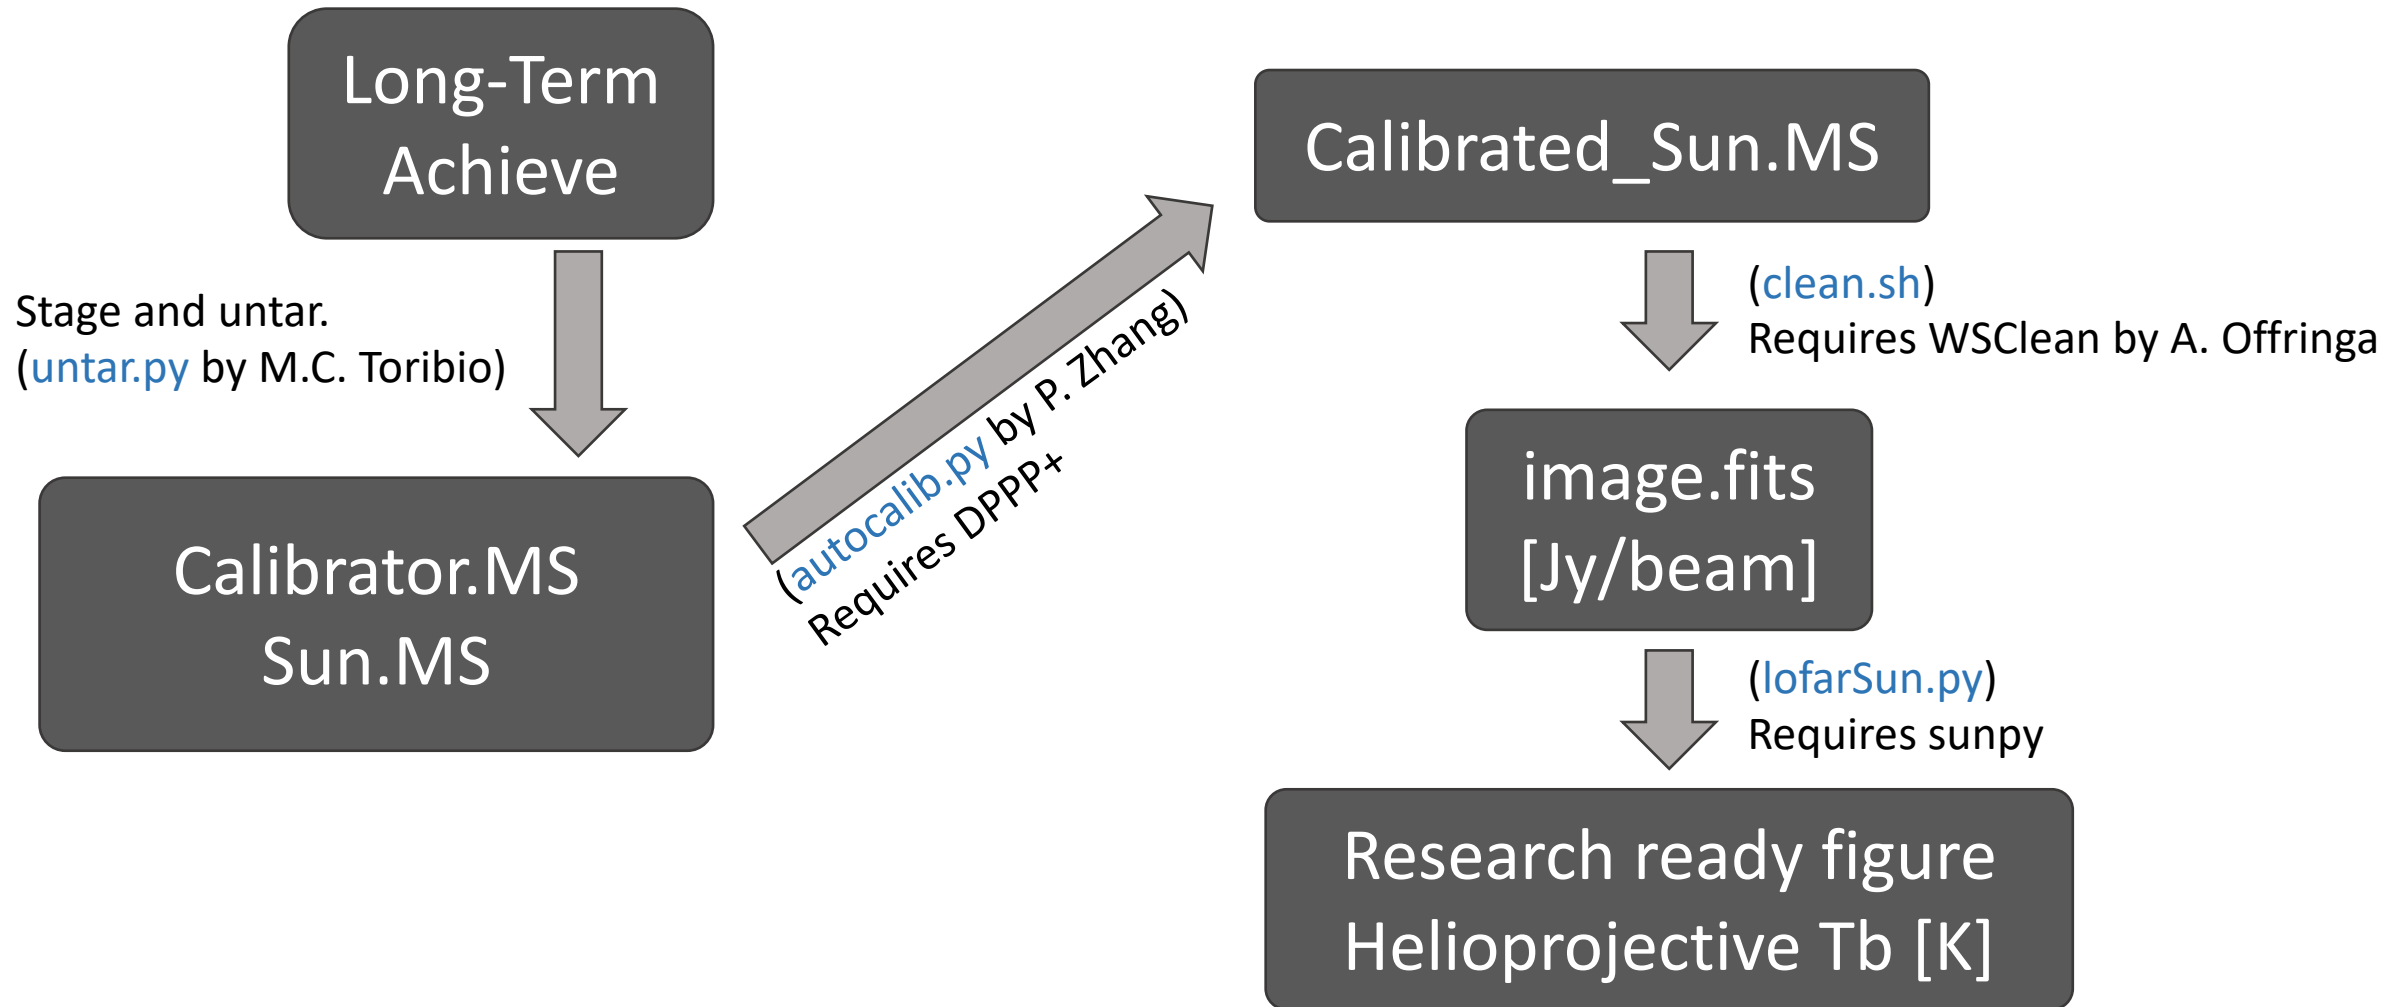 Long-Term
Achieve
Stage and untar.
(untar.py by M.C. Toribio)
Calibrator.MS
Sun.MS
(autocalib.py by P. Zhang)
Requires DPPP+
Calibrated_Sun.MS
(clean.sh)
Requires WSClean by A. Offringa
image.fits
[Jy/beam]
(lofarSun.py)
Requires sunpy
Research ready figure
Helioprojective Tb [K]